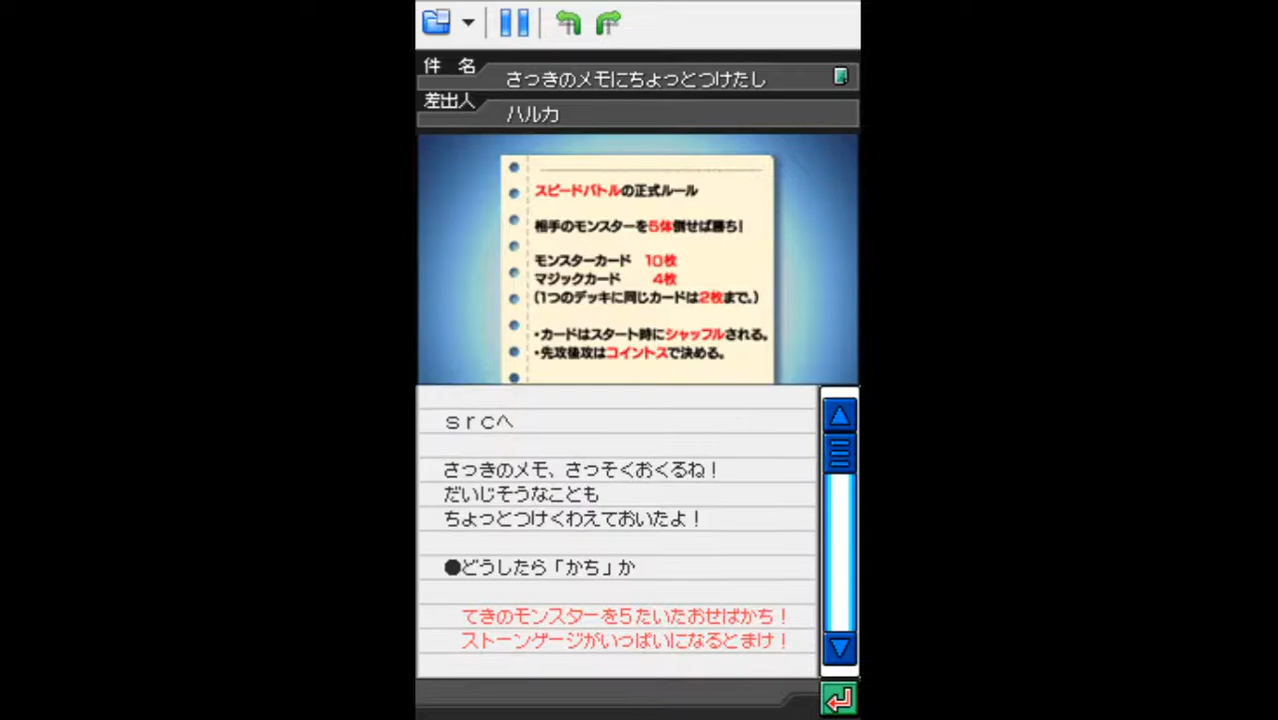 件 名
さっきのメモにちょっとつけたし
差出人
ハルカ
スピードバトルの正式ルール
相手のモンスターを5体倒せば勝ち!
モンスターカード 10枚
マジックカード 4枚
(1つのデッキに同じカードは2枚まで。)
・カードはスタート時にシャッフルされる。
・先攻後攻はコイントスで決める。
ｓｒｃへ
さっきのメモ、さっそくおくるね！
だいじそうなことも
ちょっとつけくわえておいたよ！
●どうしたら「かち」か
てきのモンスターを５たいたおせばかち！
ストーンゲージがいっぱいになるとまけ！